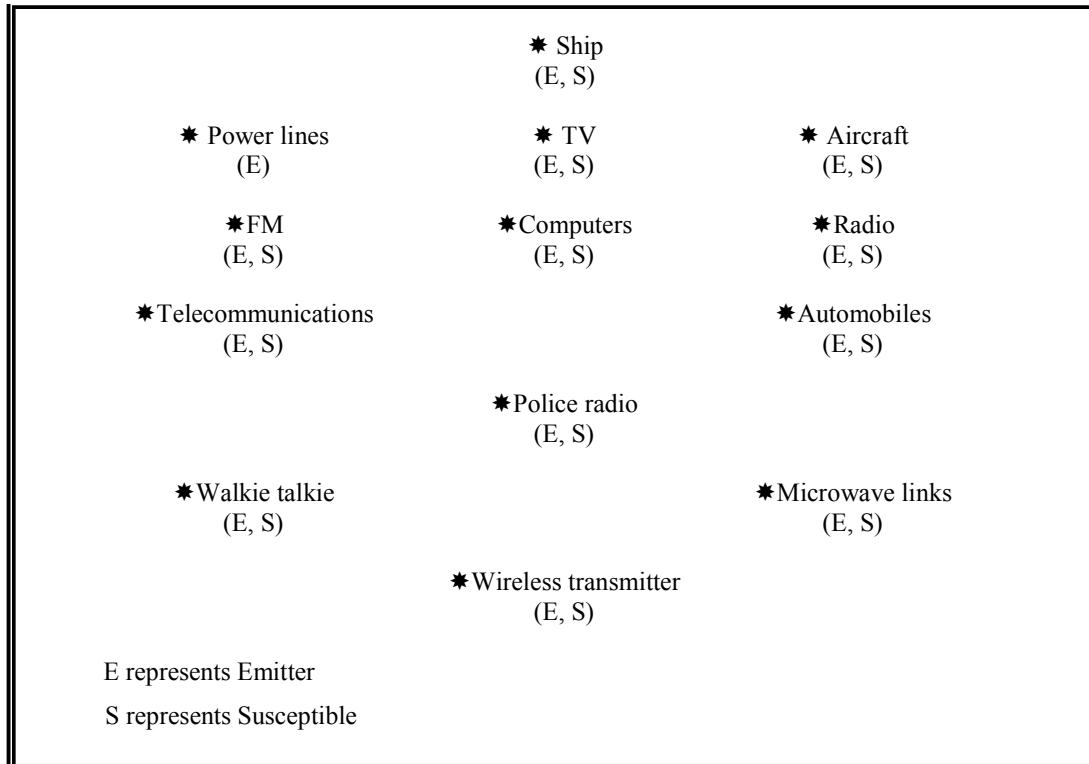 ✷ Ship
(E, S)
✷ Power lines ✷ TV ✷ Aircraft
(E) (E, S) (E, S)
✷FM ✷Computers ✷Radio
(E, S) (E, S) (E, S)
✷Telecommunications ✷Automobiles
(E, S) (E, S)
✷Police radio
(E, S)
✷Walkie talkie ✷Microwave links
(E, S) (E, S)
✷Wireless transmitter
(E, S)
E represents Emitter
S represents Susceptible